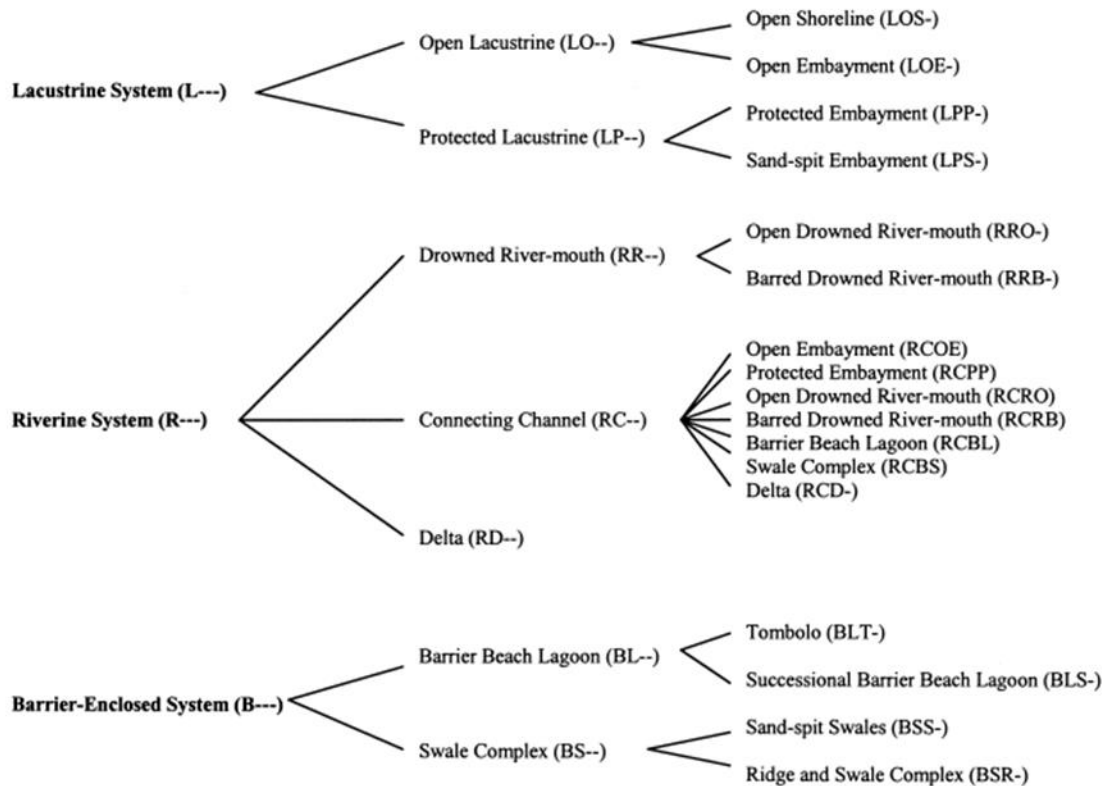 Open Shoreline (LOS-)
Open Lacustrine (LO--)
Open Embayment (LOE-)
Lacustrine System (L---)
Protected Embayment (LPP-)
Protected Lacustrine (LP--)
Sand-spit Embayment (LPS-)
Open Drowned River-mouth (RRO-)
Drowned River-mouth (RR--)
Barred Drowned River-mouth (RRB-)
Open Embayment (RCOE)
Protected Embayment (RCPP)
Open Drowned River-mouth (RCRO)
Riverine System (R---)
Connecting Channel (RC--)
Barred Drowned River-mouth (RCRB)
Barrier Beach Lagoon (RCBL)
Swale Complex (RCBS)
Delta (RCD-)
Delta (RD--)
Tombolo (BLT-)
Barrier Beach Lagoon (BL--)
Successional Barrier Beach Lagoon (BLS-)
Barrier-Enclosed System (B---)
Sand-spit Swales (BSS-)
Swale Complex (BS--)
Ridge and Swale Complex (BSR-)